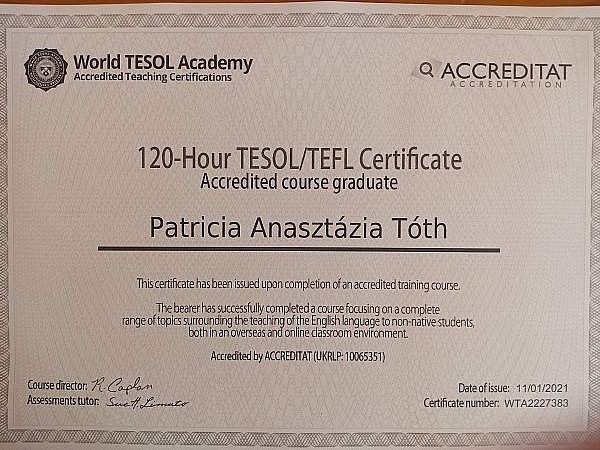 World TESOL Academy
Accredited Teaching Certifications
ACCREDITAT
ACCREDITATION
120-Hour TESOL/TEFL Certificate
Accredited course graduate
Patricia Anasztázia Tóth
This certificate has been issued upon completion of an accredited training course.
The bearer has successfully completed a course focusing on a complete
range of topics surrounding the teaching of the English language to non-native students,
both in an overseas and online classroom environment.
Accredited by ACCREDITAT (UKRLP: 10065351)
Course director: R. Caplan
Assessments tutor:
Date of issue: 11/01/2021
Certificate number: WTA2227383